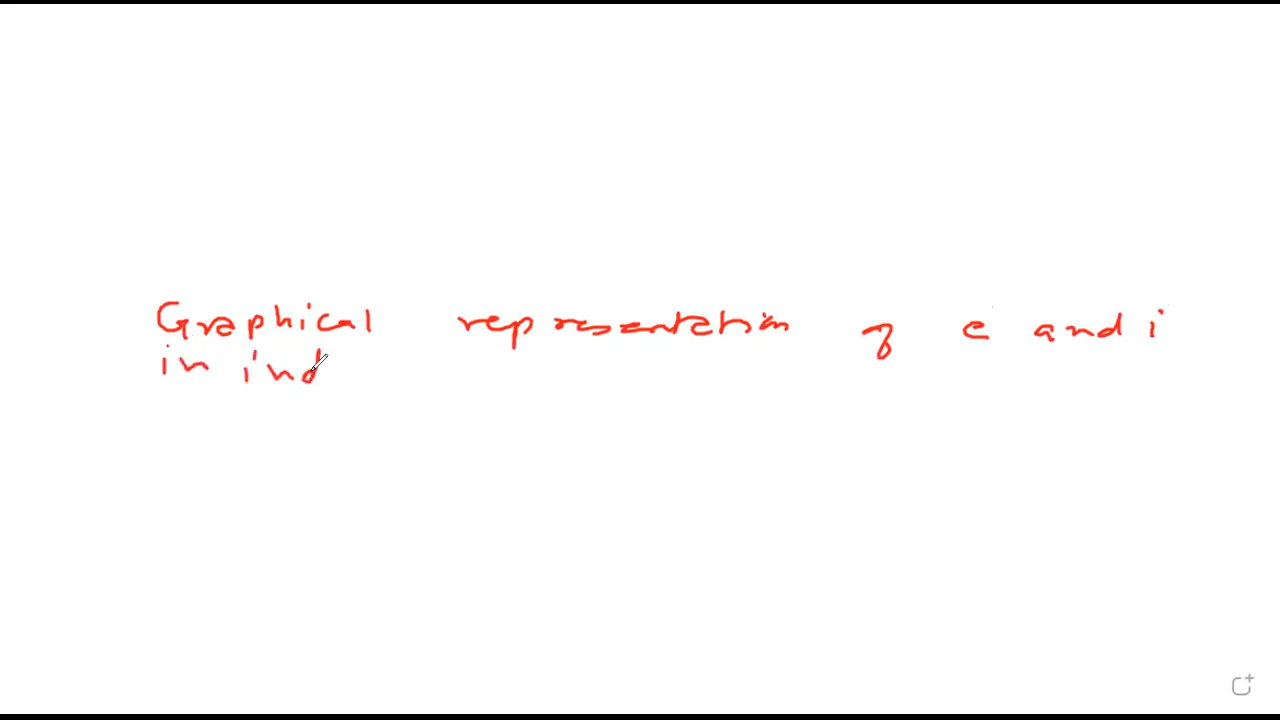 Graphical representation of e and i
in ind